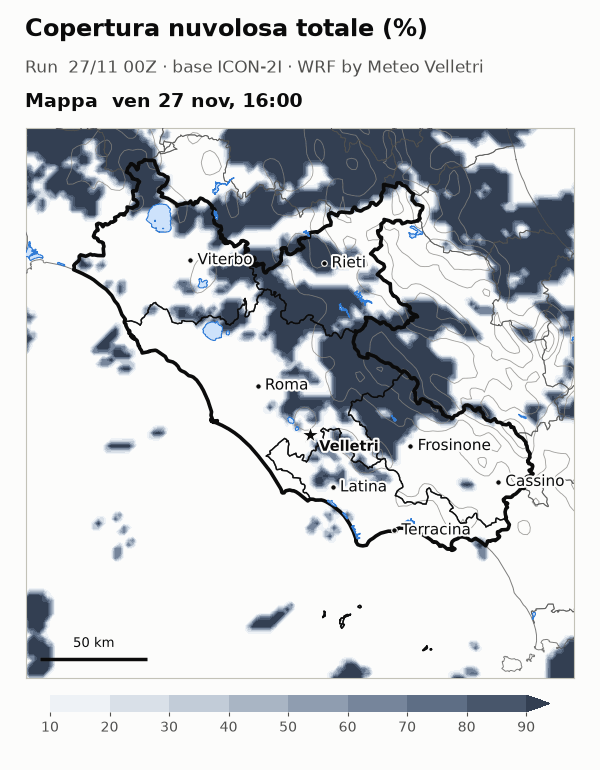 Copertura nuvolosa totale (%)
Run  27/11 00Z · base ICON-2I · WRF by Meteo Velletri
Mappa  ven 27 nov, 16:00
Viterbo
Rieti
Roma
Velletri
Frosinone
Cassino
Latina
Terracina
50 km
10 20 30 40 50 60 70 80 90